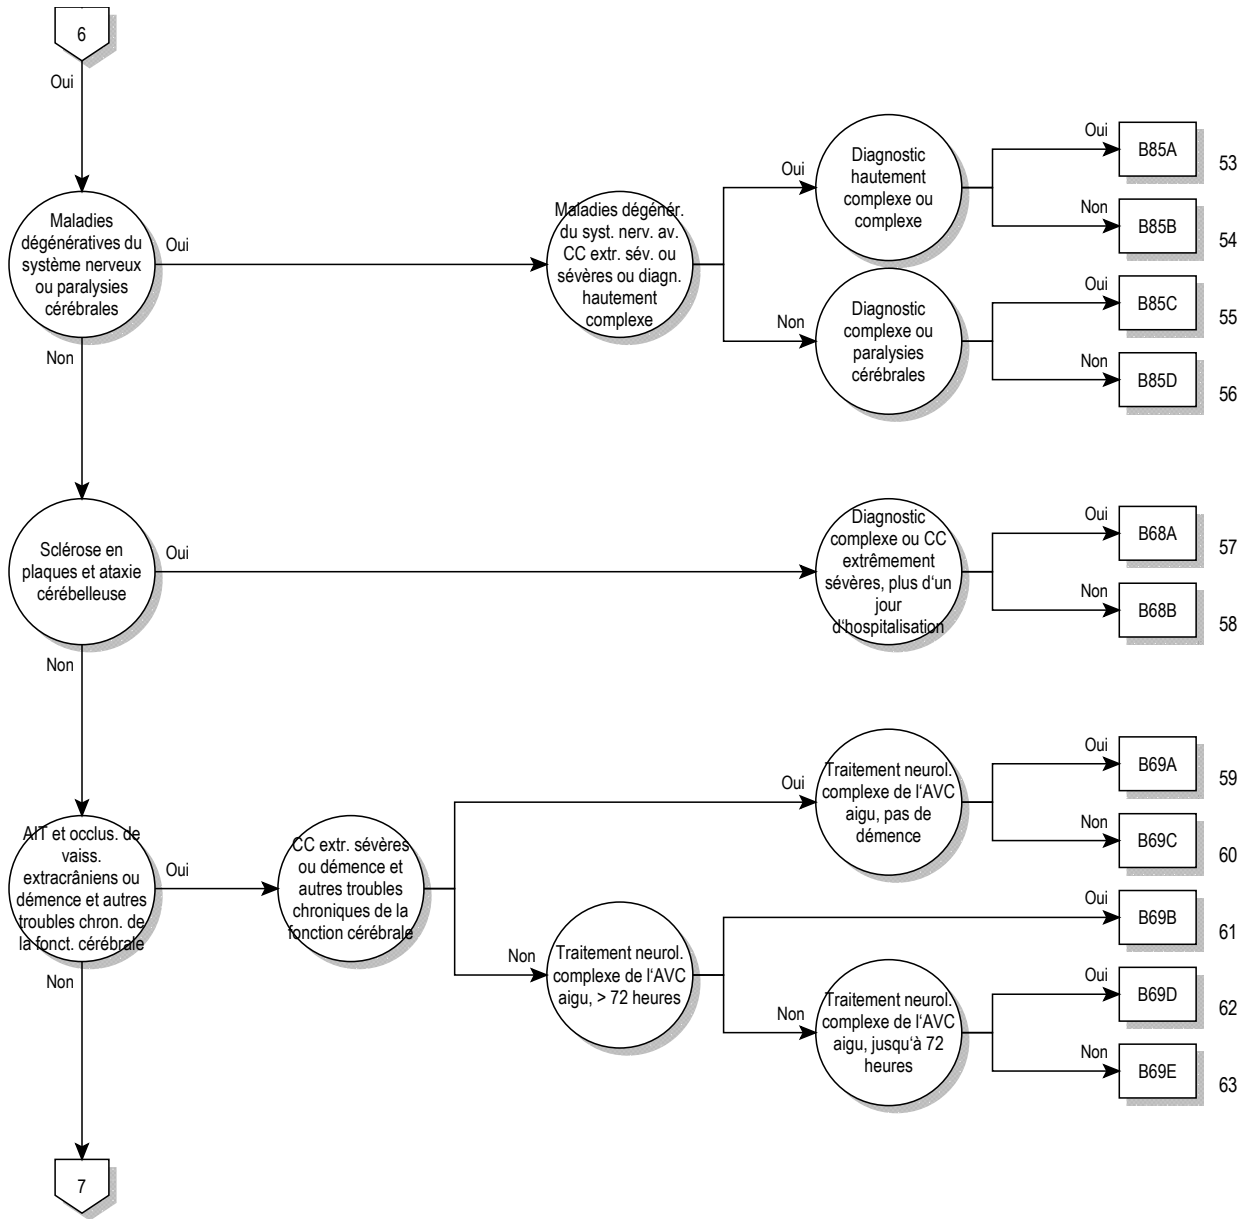 6
Oui
Maladies
dégénératives du
système nerveux
ou paralysies
cérébrales
Oui
Non
Maladies dégénér.
du syst. nerv. av.
CC extr. sév. ou
sévères ou diagn.
hautement
complexe
Oui
Non
Diagnostic
hautement
complexe ou
complexe
Oui
B85A
53
Non
B85B
54
Diagnostic
complexe ou
paralysies
cérébrales
Oui
B85C
55
Non
B85D
56
Sclérose en
plaques et ataxie
cérébelleuse
Oui
Non
Diagnostic
complexe ou CC
extrêmement
sévères, plus d'un
jour
d'hospitalisation
Oui
B68A
57
Non
B68B
58
AIT et occlus. de
vaiss.
extracrâniens ou
démence et autres
troubles chron. de
la fonct. cérébrale
Oui
Non
CC extr. sévères
ou démence et
autres troubles
chroniques de la
fonction cérébrale
Oui
Non
Traitement neurol.
complexe de l'AVC
aigu, pas de
démence
Oui
B69A
59
Non
B69C
60
Traitement neurol.
complexe de l'AVC
aigu, > 72 heures
Oui
B69B
61
Non
Traitement neurol.
complexe de l'AVC
aigu, jusqu'à 72
heures
Oui
B69D
62
Non
B69E
63
7